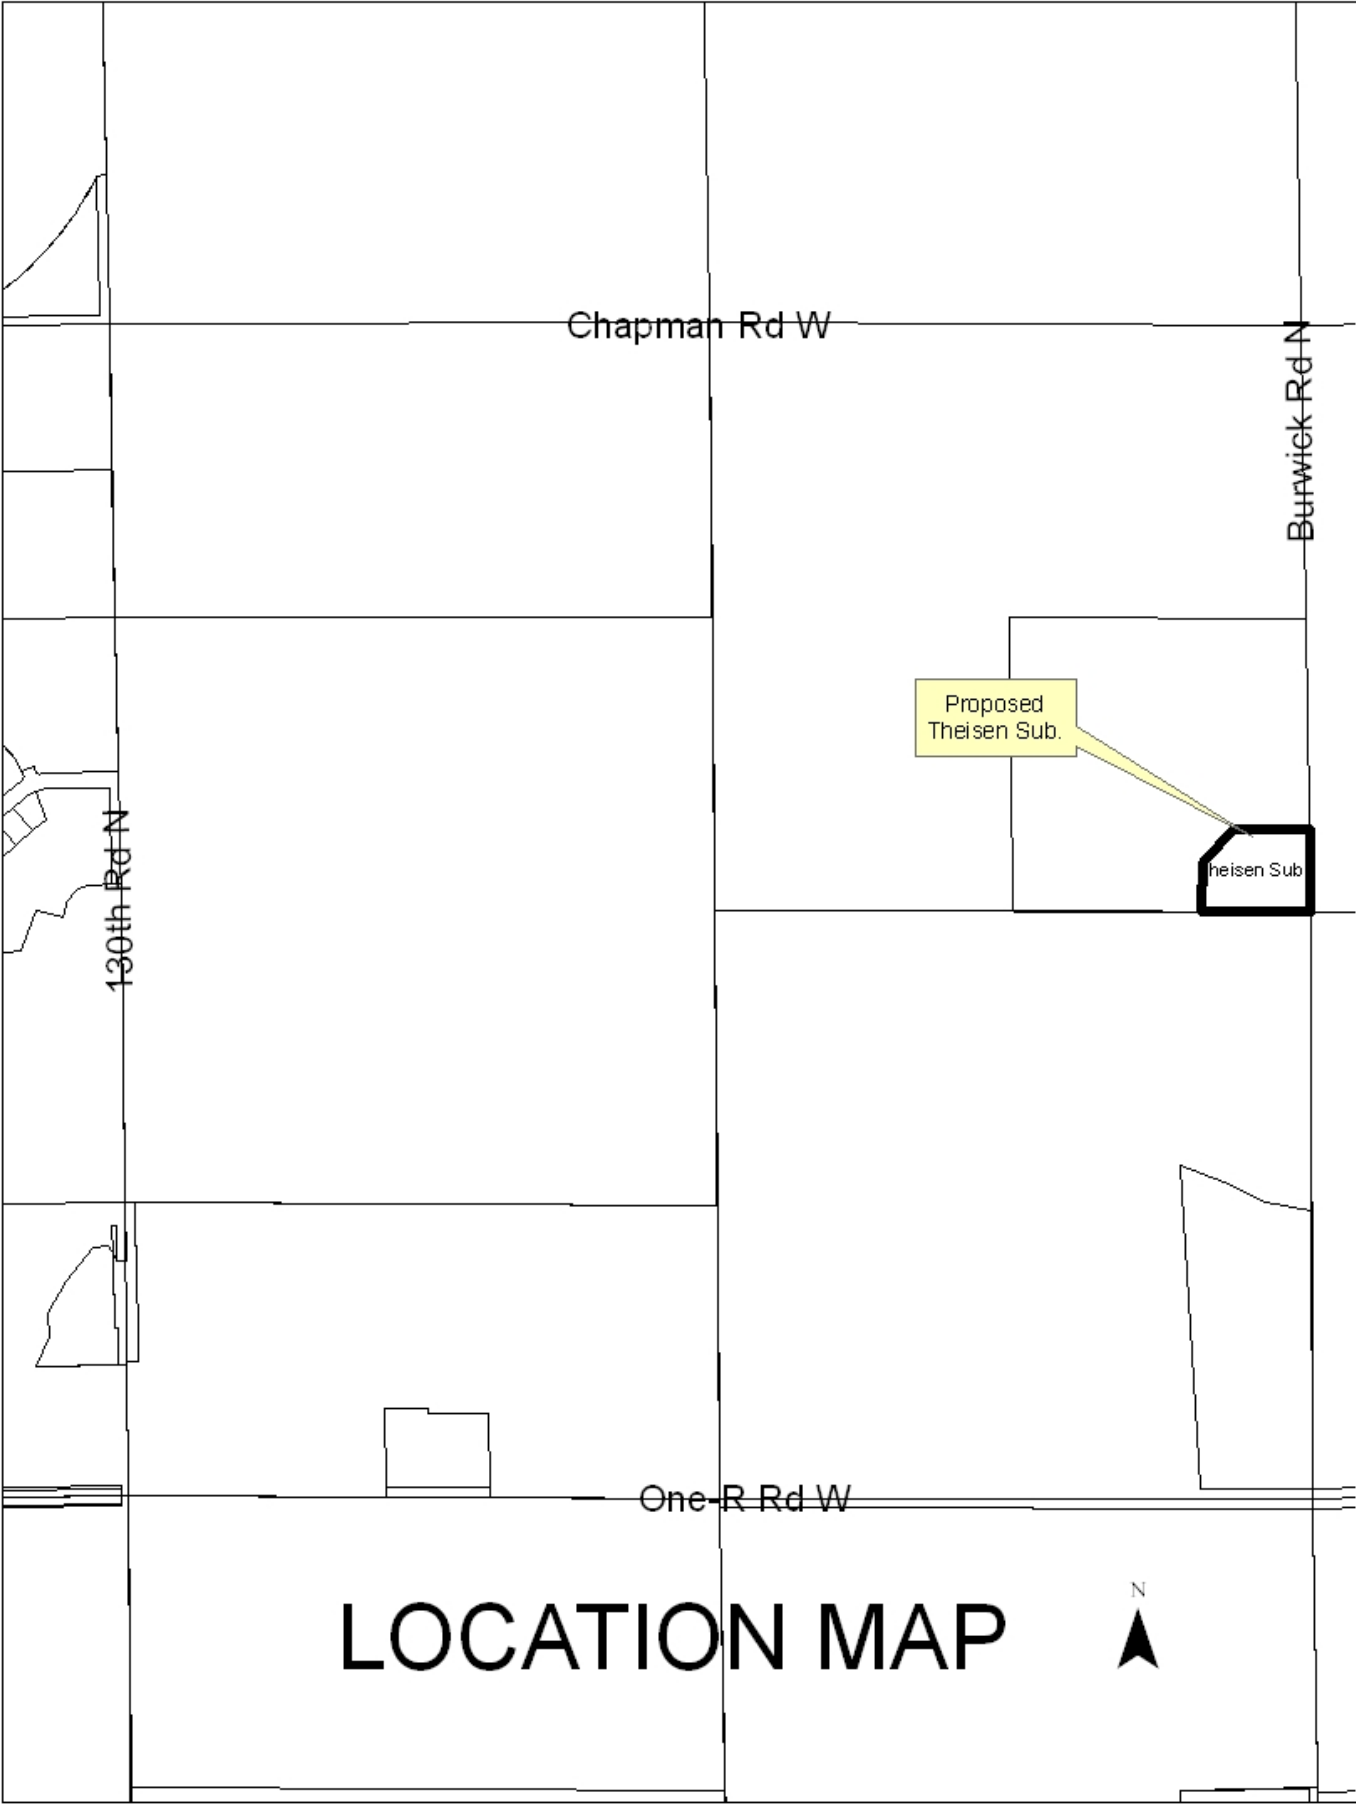 Chapman Rd W
Burwick Rd N
Proposed
Theisen Sub.
heisen Sub
130th Rd N
One-R Rd W
N
LOCATION MAP